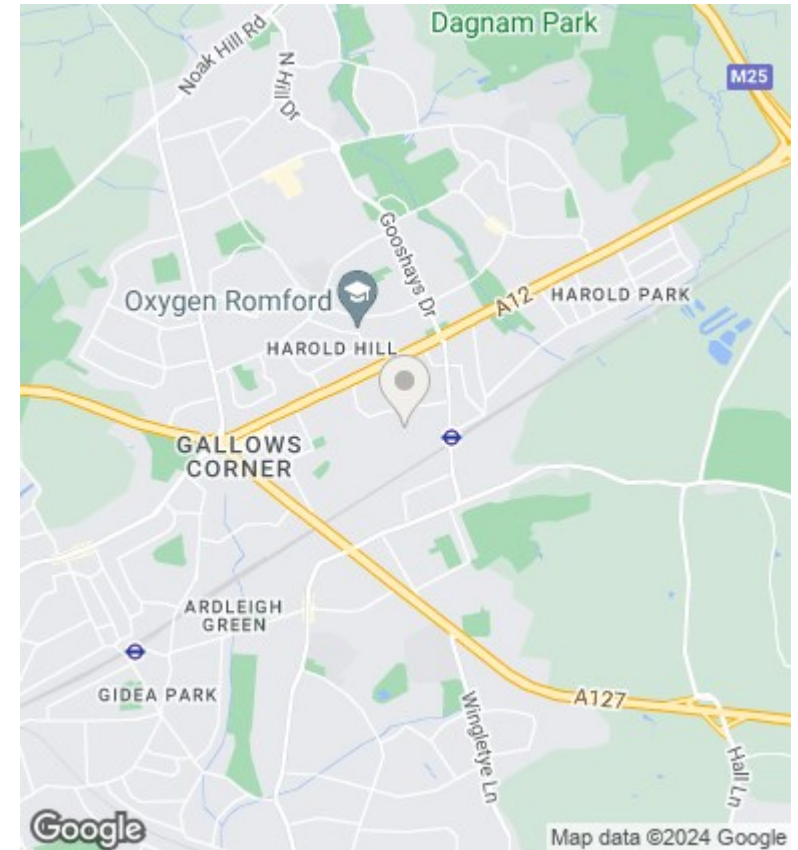 Dagnam Park
Noak Hill Rd
N Hill Dr
M25
Gooshays Dr
Oxygen Romford
A12
HAROLD PARK
HAROLD HILL
GALLOWS
CORNER
ARDLEIGH
GREEN
GIDEA PARK
A127
Wingletye Ln
Hall Ln
Google
Map data ©2024 Google